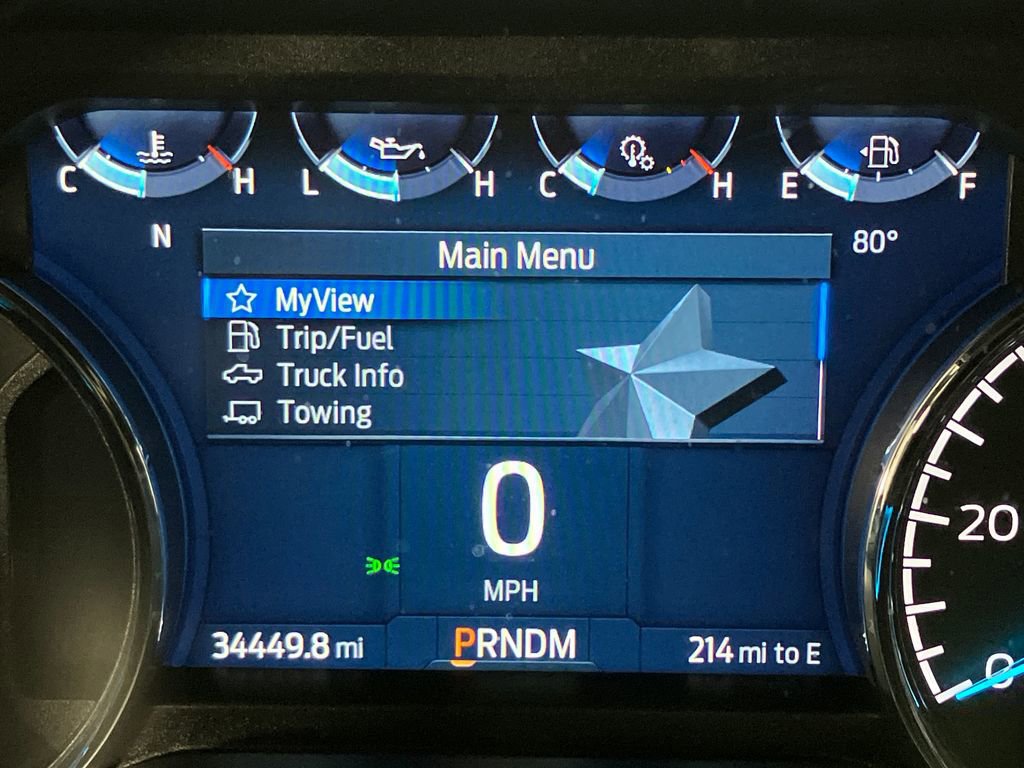 C H L H C H E F
N 80°
Main Menu
MyView
Trip/Fuel
Truck Info
Towing
0
MPH
20
0
34449.8 mi PRNDM 214 mi to E